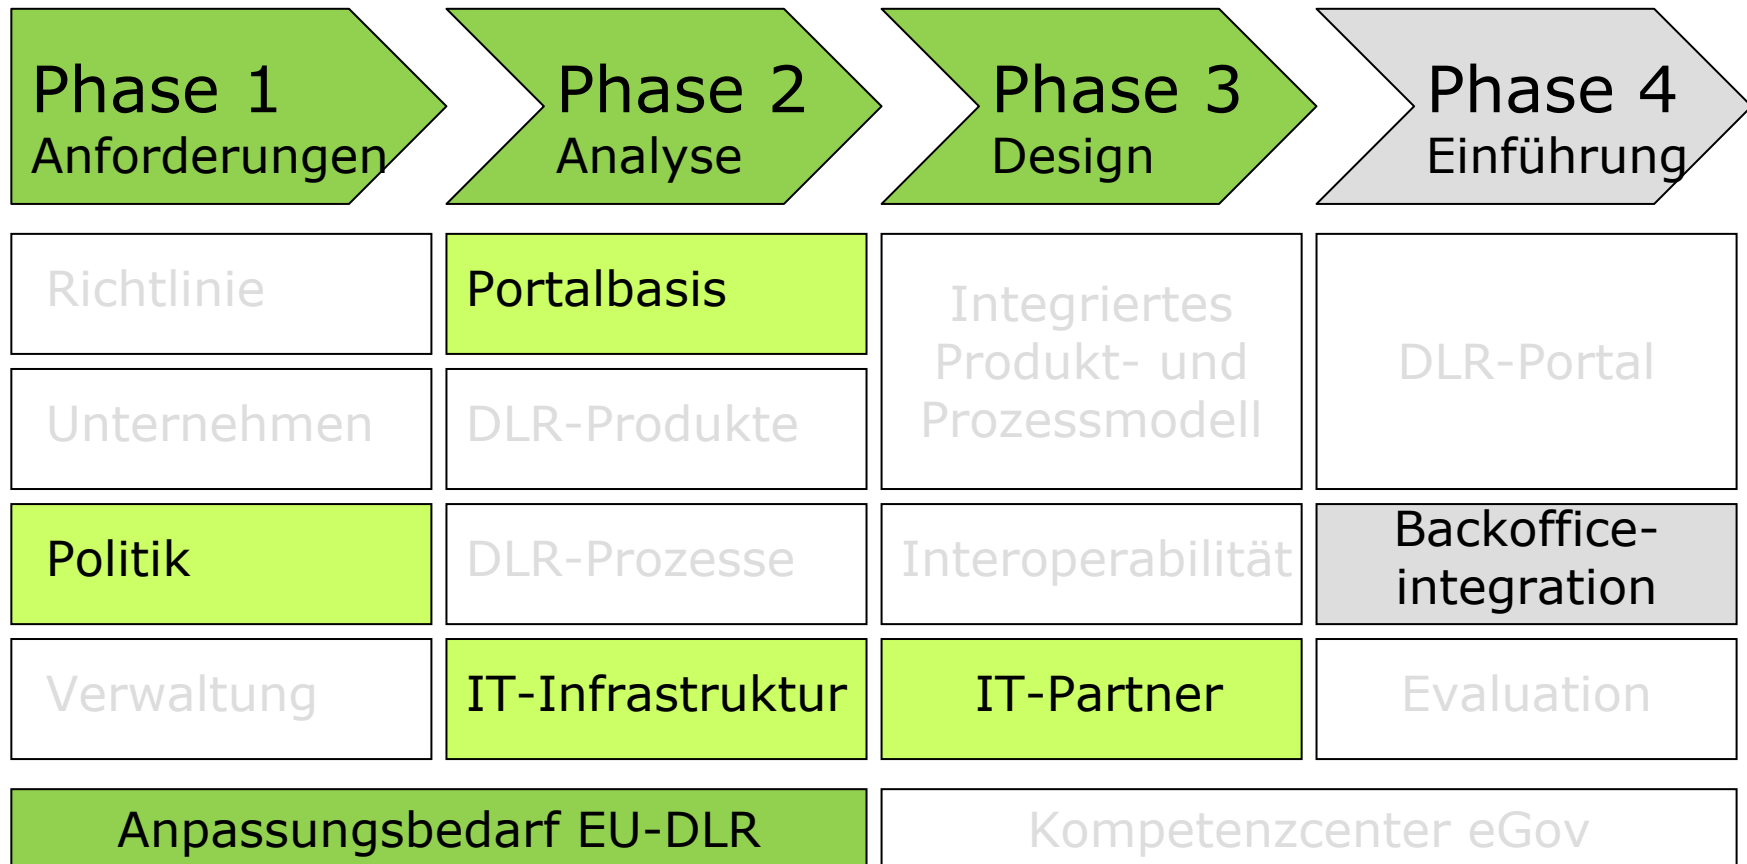 Phase 1
Anforderungen
Phase 2
Analyse
Phase 3
Design
Phase 4
Einführung
Richtlinie
Unternehmen
Politik
Verwaltung
Portalbasis
DLR-Produkte
DLR-Prozesse
IT-Infrastruktur
Integriertes
Produkt- und
Prozessmodell
Interoperabilität
IT-Partner
DLR-Portal
Backoffice-
integration
Evaluation
Anpassungsbedarf EU-DLR
Kompetenzcenter eGov